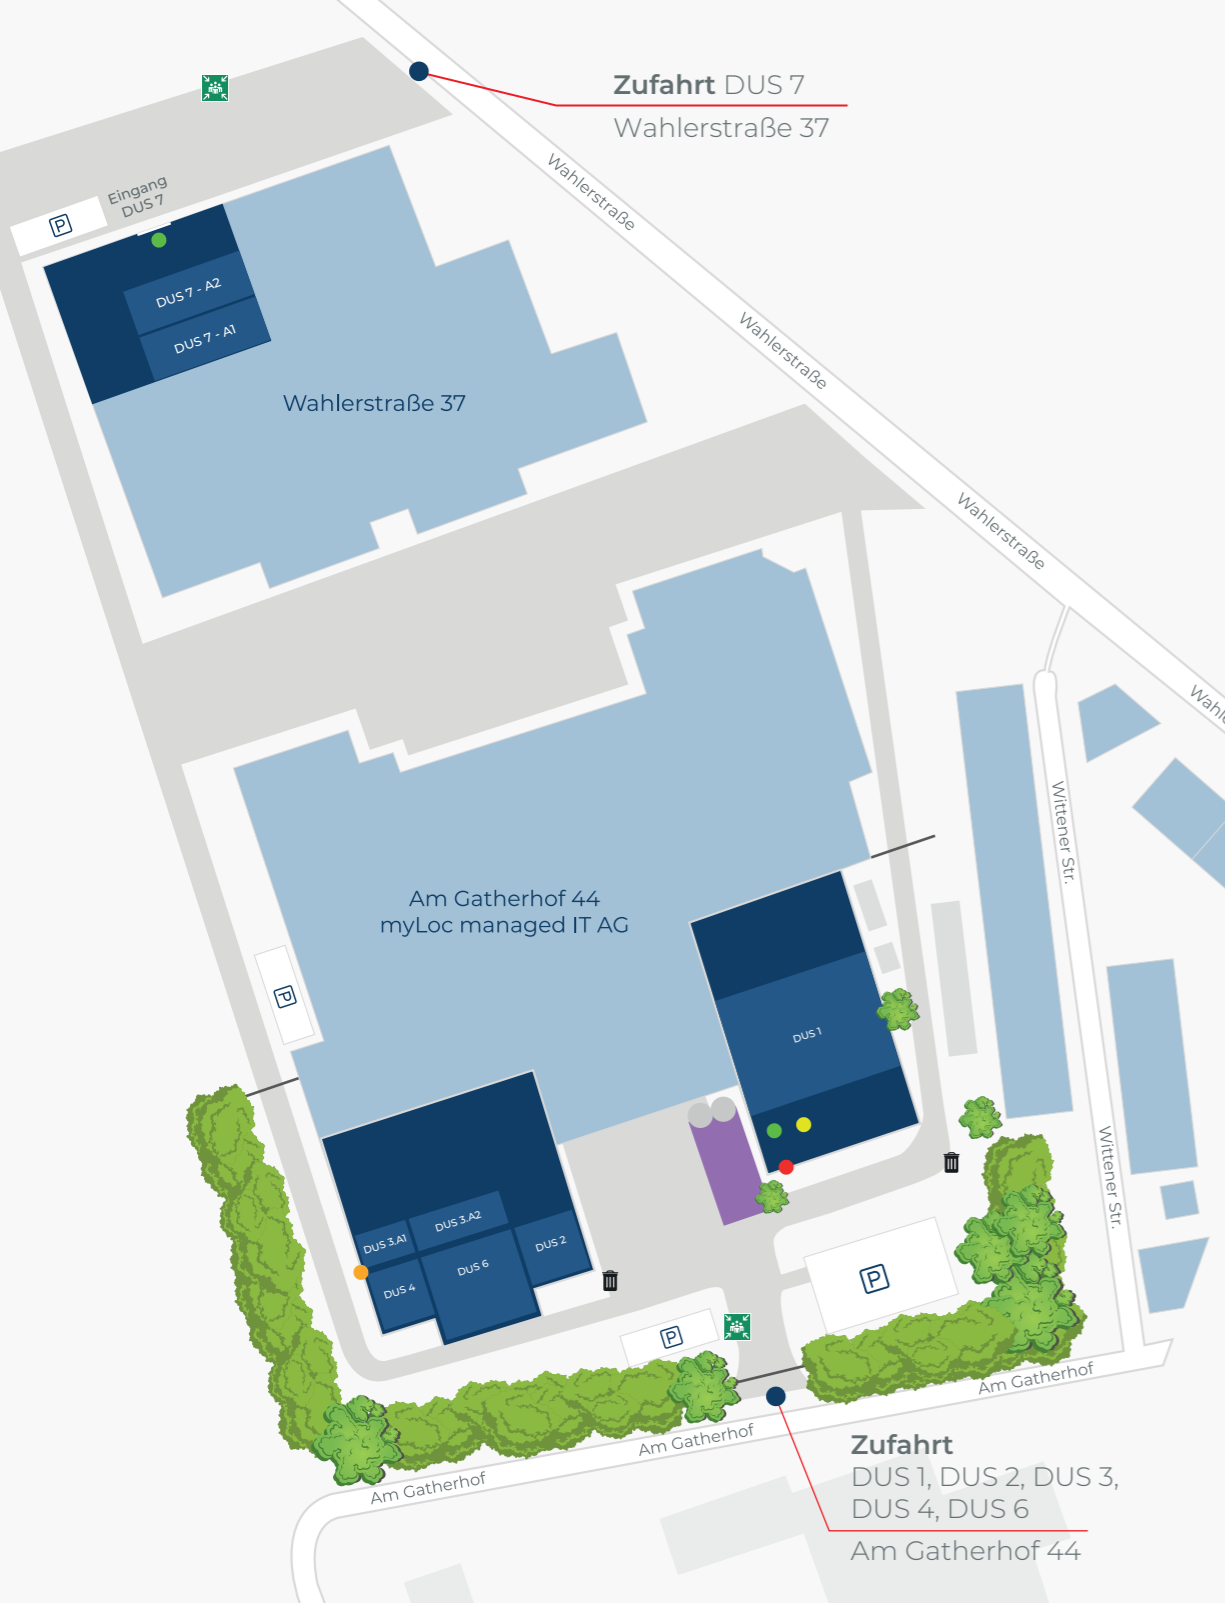 Zufahrt DUS 7
Wahlerstraße 37
Wahlerstraße
Eingang
DUS 7
P
DUS 7 - A2
DUS 7 - A1
Wahlerstraße 37
Wahlerstraße
Wahlerstraße
Wittener Str.
Am Gatherhof 44
myLoc managed IT AG
P
DUS 1
DUS 3.A1
DUS 3.A2
DUS 4
DUS 6
DUS 2
Wittener Str.
P
P
Am Gatherhof
Am Gatherhof
Am Gatherhof
Zufahrt
DUS 1, DUS 2, DUS 3,
DUS 4, DUS 6
Am Gatherhof 44